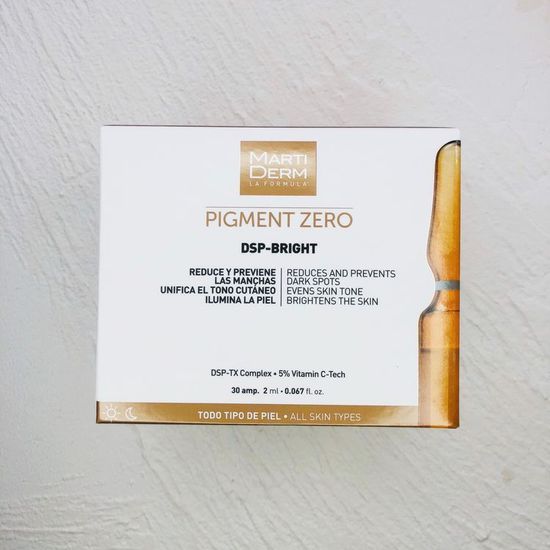 MARTI
DERM
LA FORMULA
PIGMENT ZERO
DSP-BRIGHT
REDUCE Y PREVIENE
LAS MANCHAS
UNIFICA EL TONO CUTÁNEO
ILUMINA LA PIEL
REDUCES AND PREVENTS
DARK SPOTS
EVENS SKIN TONE
BRIGHTENS THE SKIN
DSP-TX Complex • 5% Vitamin C-Tech
30 amp. 2 ml • 0.067 fl. oz.
TODO TIPO DE PIEL • ALL SKIN TYPES